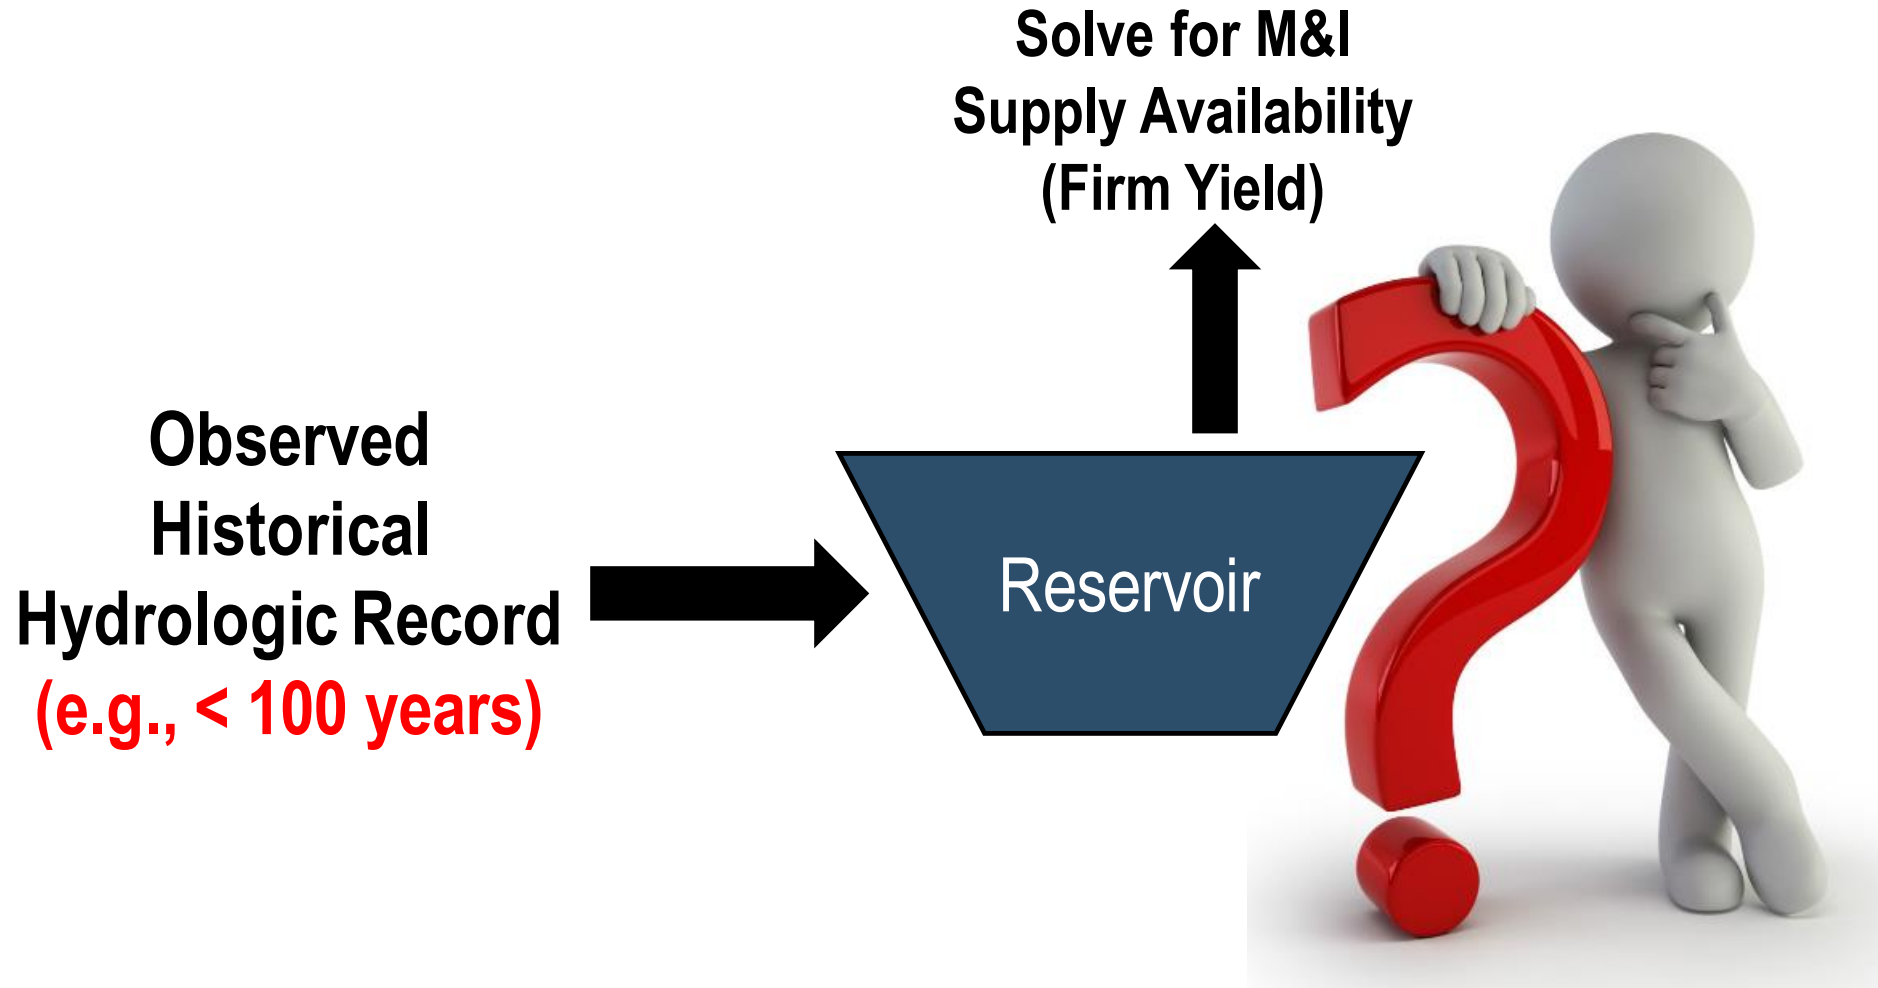 Solve for M&I
Supply Availability
(Firm Yield)
Observed
Historical
Hydrologic Record
(e.g., < 100 years)
Reservoir